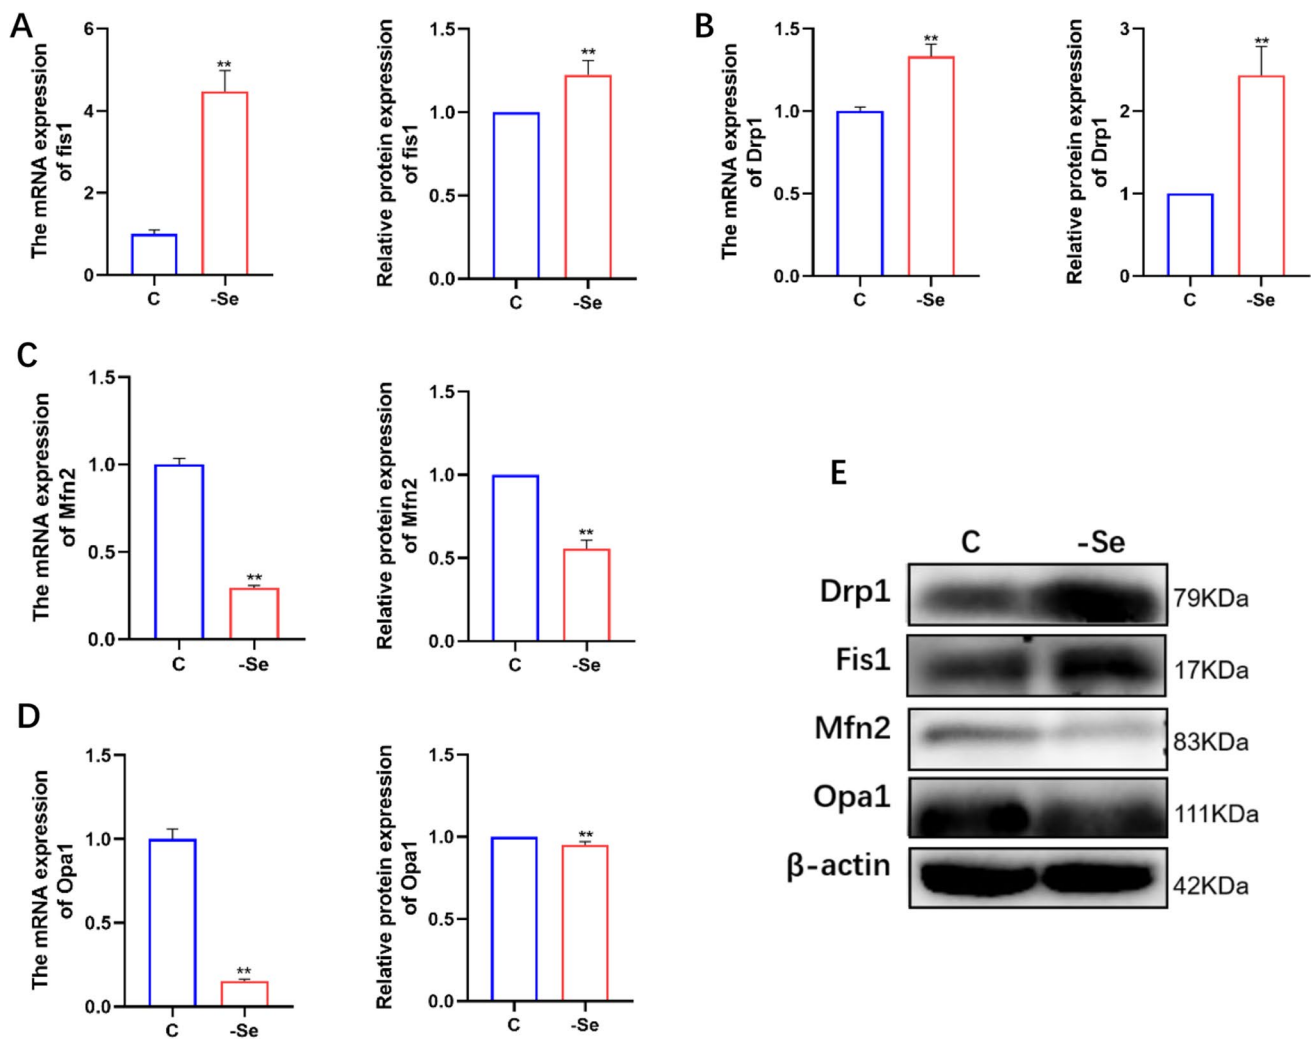 A
The mRNA expression
of fis1
6
4
2
0
**
C
-Se
Relative protein expression
of fis1
1.5
1.0
0.5
0.0
**
C
-Se
B
The mRNA expression
of Drp1
1.5
1.0
0.5
0.0
**
C
-Se
Relative protein expression
of Drp1
3
2
1
0
**
C
-Se
C
The mRNA expression
of Mfn2
1.5
1.0
0.5
0.0
**
C
-Se
Relative protein expression
of Mfn2
1.5
1.0
0.5
0.0
**
C
-Se
D
The mRNA expression
of Opa1
1.5
1.0
0.5
0.0
**
C
-Se
Relative protein expression
of Opa1
1.5
1.0
0.5
0.0
**
C
-Se
E
C -Se
Drp1 79KDa
Fis1 17KDa
Mfn2 83KDa
Opa1 111KDa
β-actin 42KDa